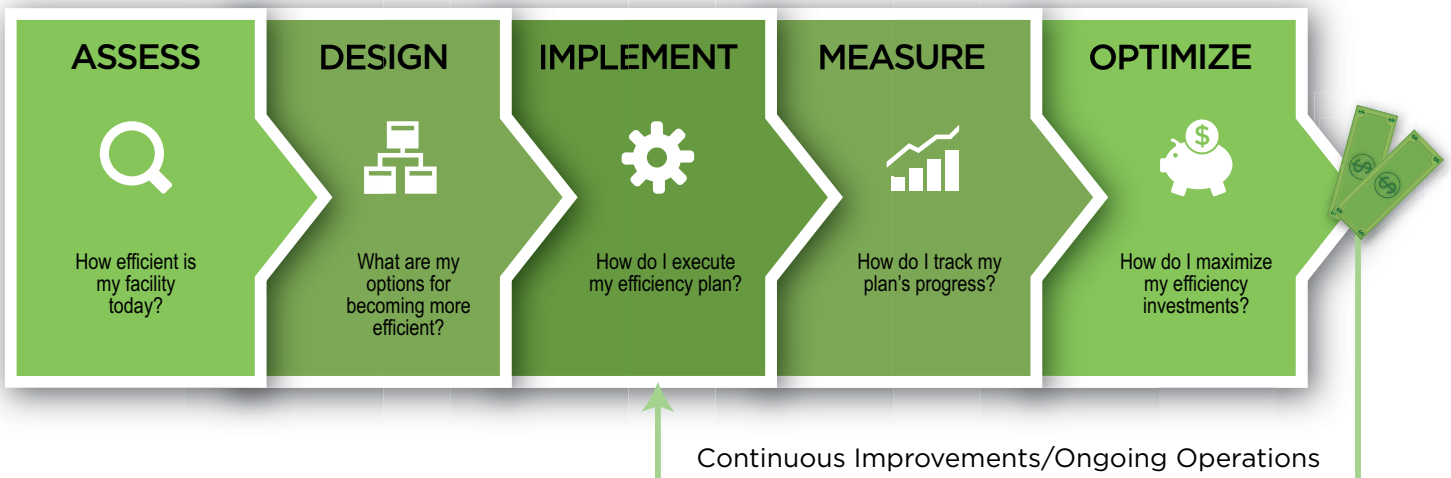 ASSESS
How efficient is
my facility
today?
DESIGN
What are my
options for
becoming more
efficient?
IMPLEMENT
How do I execute
my efficiency plan?
MEASURE
How do I track my
plan’s progress?
OPTIMIZE
$
How do I maximize
my efficiency
investments?
$
$
Continuous Improvements/Ongoing Operations